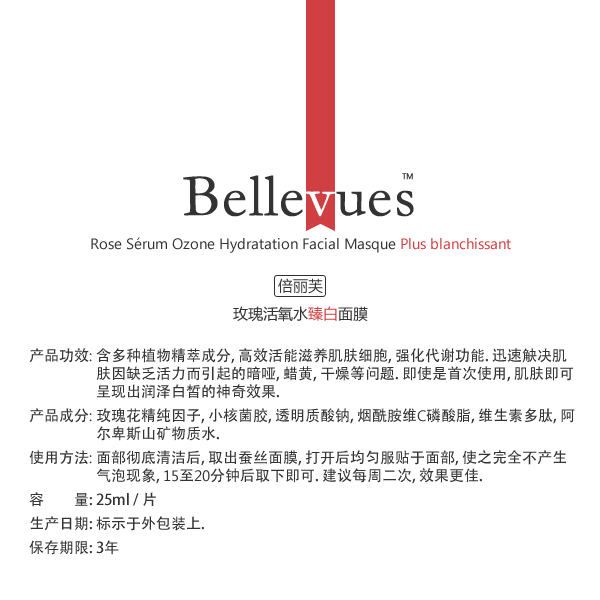 Bellevues™
Rose Sérum Ozone Hydratation Facial Masque Plus blanchissant
倍丽芙
玫瑰活氧水臻白面膜
产品功效: 含多种植物精萃成分, 高效活能滋养肌肤细胞, 强化代谢功能. 迅速觖决肌
肤因缺乏活力而引起的暗哑, 蜡黄, 干燥等问题. 即使是首次使用, 肌肤即可
呈现出润泽白皙的神奇效果.
产品成分: 玫瑰花精纯因子, 小核菌胶, 透明质酸钠, 烟酰胺维C磷酸脂, 维生素多肽, 阿
尔卑斯山矿物质水.
使用方法: 面部彻底清洁后, 取出蚕丝面膜, 打开后均匀服贴于面部, 使之完全不产生
气泡现象, 15至20分钟后取下即可. 建议每周二次, 效果更佳.
容 量: 25ml / 片
生产日期: 标示于外包装上.
保存期限: 3年